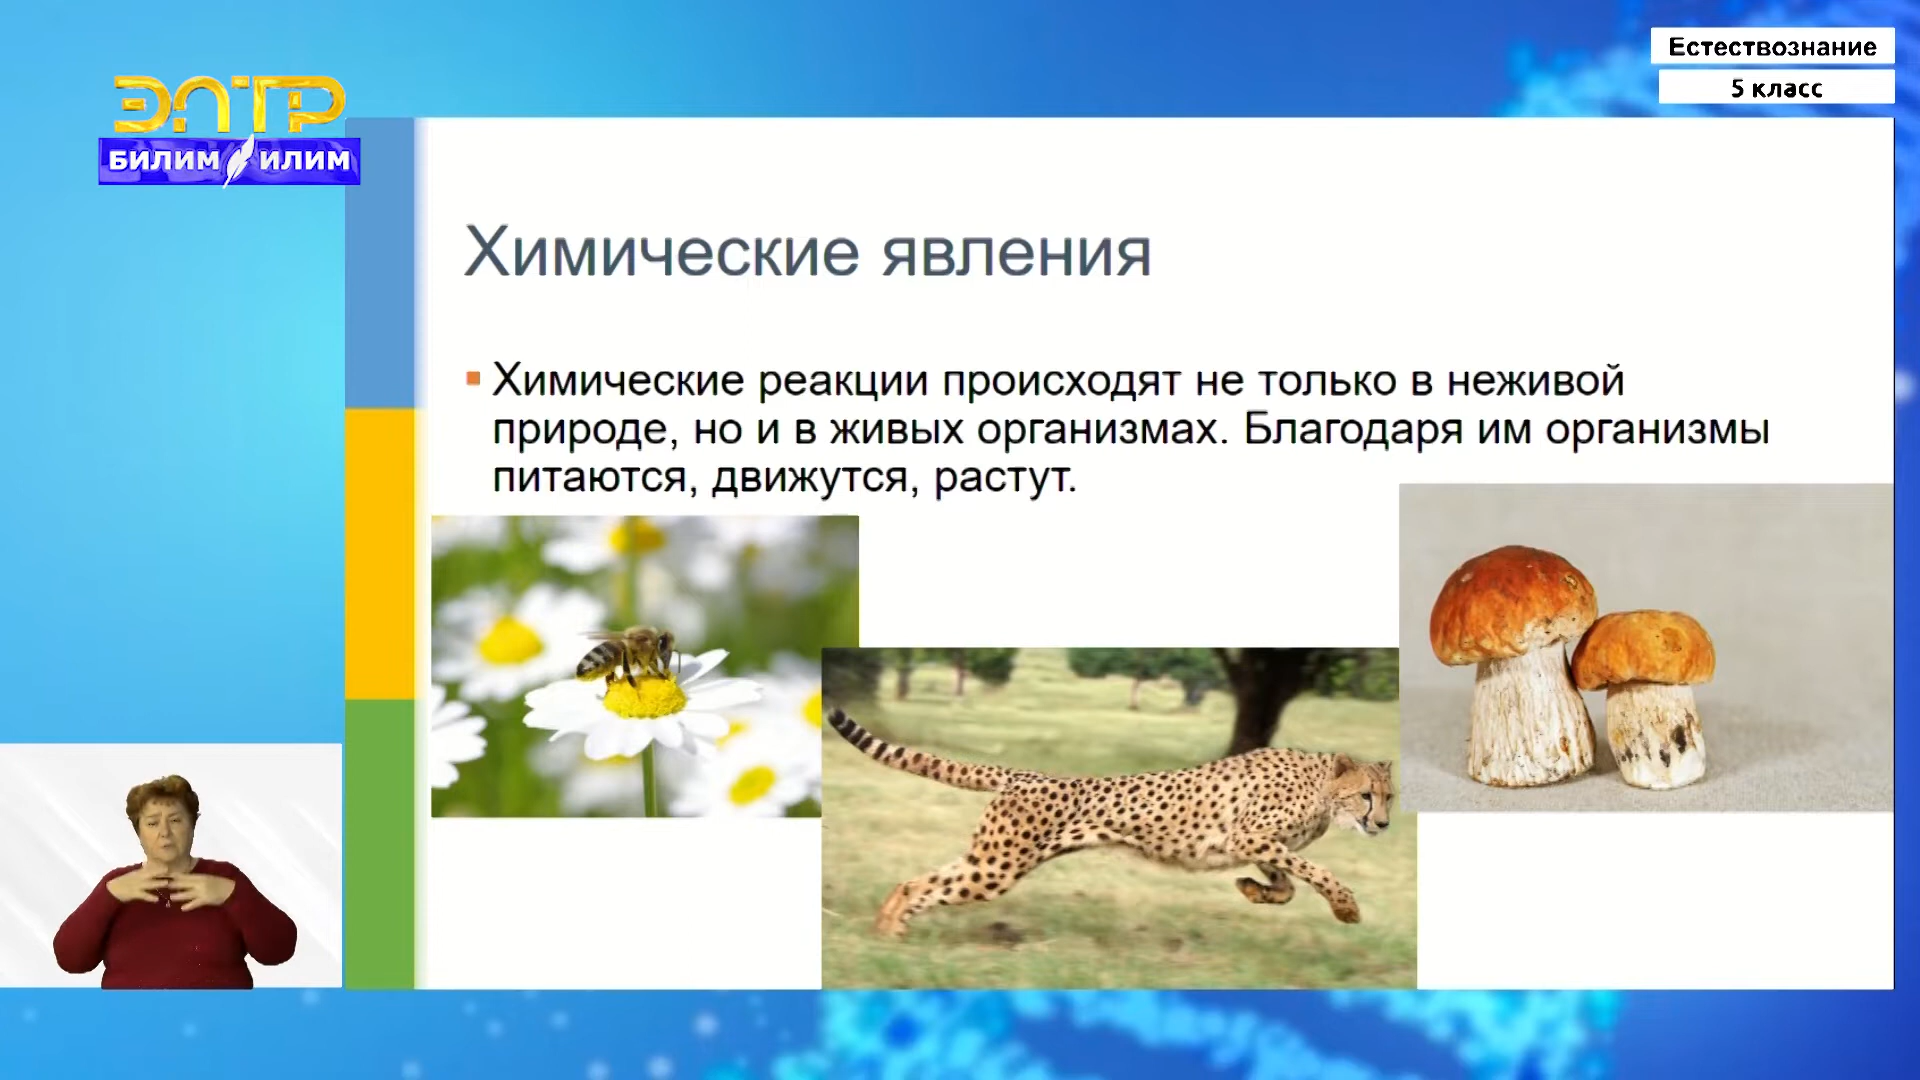 Естествознание
5 класс
ЭЛТР
БИЛИМ ИЛИМ
Химические явления
Химические реакции происходят не только в неживой
природе, но и в живых организмах. Благодаря им организмы
питаются, движутся, растут.